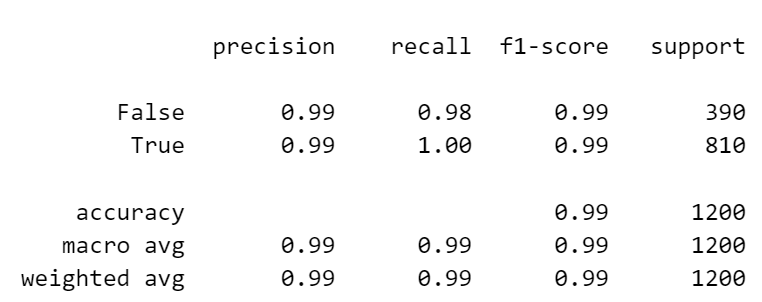 precision recall f1-score support
False 0.99 0.98 0.99 390
True 0.99 1.00 0.99 810
accuracy 0.99 1200
macro avg 0.99 0.99 0.99 1200
weighted avg 0.99 0.99 0.99 1200